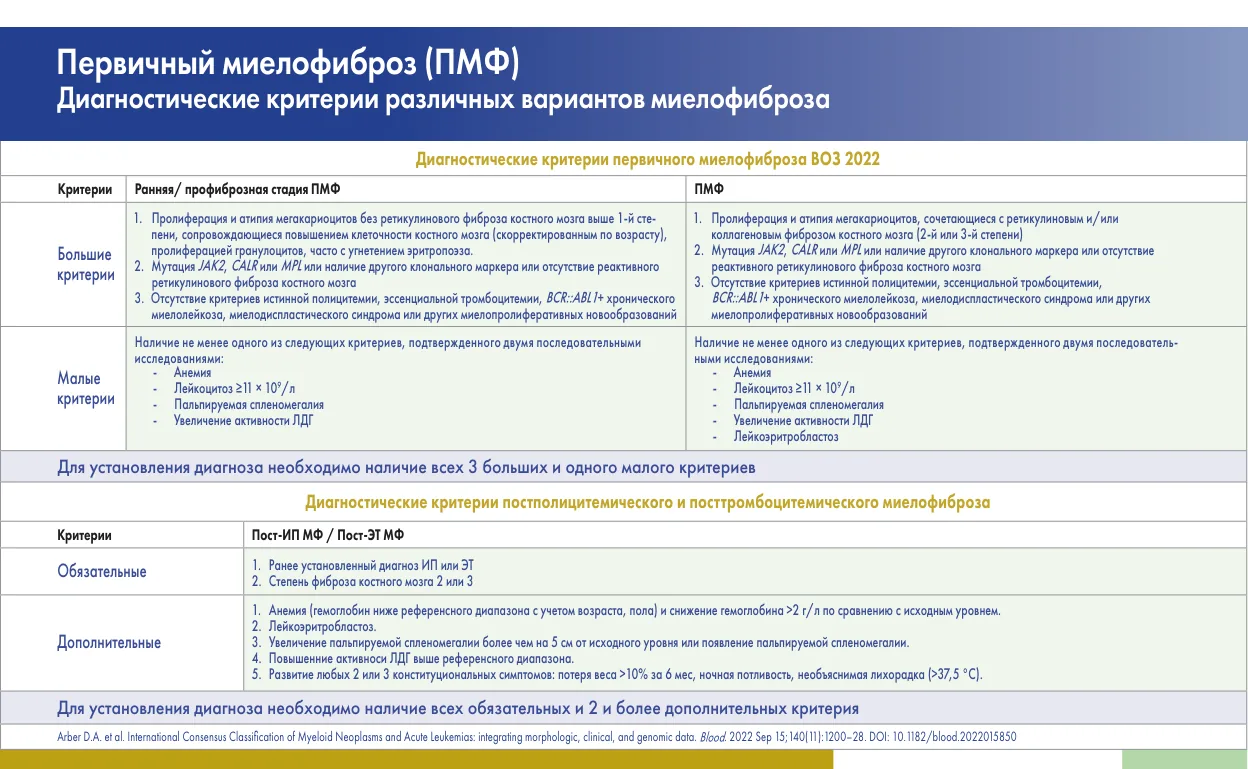 Первичный миелофиброз (ПМФ)
Диагностические критерии различных вариантов миелофиброза
Диагностические критерии первичного миелофиброза ВОЗ 2022
Критерии
Ранняя/ профиброзная стадия ПМФ
ПМФ
Большие
критерии
1. Пролиферация и атипия мегакариоцитов без ретикулинового фиброза костного мозга выше 1-й сте-
пени, сопровождающиеся повышением клеточности костного мозга (скорректированным по возрасту),
пролиферацией гранулоцитов, часто с угнетением эритропоэза.
2. Мутация JAK2, CALR или MPL или наличие другого клонального маркера или отсутствие реактивного
ретикулинового фиброза костного мозга
3. Отсутствие критериев истинной полицитемии, эссенциальной тромбоцитемии, BCR::ABL1+ хронического
миелолейкоза, миелодиспластического синдрома или других миелопролиферативных новообразований
1. Пролиферация и атипия мегакариоцитов, сочетающиеся с ретикулиновым и/или
коллагеновым фиброзом костного мозга (2-й или 3-й степени)
2. Мутация JAK2, CALR или MPL или наличие другого клонального маркера или отсутствие
реактивного ретикулинового фиброза костного мозга
3. Отсутствие критериев истинной полицитемии, эссенциальной тромбоцитемии,
BCR::ABL1+ хронического миелолейкоза, миелодиспластического синдрома или других
миелопролиферативных новообразований
Малые
критерии
Наличие не менее одного из следующих критериев, подтвержденного двумя последовательными
исследованиями:
- Анемия
- Лейкоцитоз ≥11 × 10⁹/л
- Пальпируемая спленомегалия
- Увеличение активности ЛДГ
Наличие не менее одного из следующих критериев, подтвержденного двумя последователь-
ными исследованиями:
- Анемия
- Лейкоцитоз ≥11 × 10⁹/л
- Пальпируемая спленомегалия
- Увеличение активности ЛДГ
- Лейкоэритробластоз
Для установления диагноза необходимо наличие всех 3 больших и одного малого критериев
Диагностические критерии постполицитемического и посттромбоцитемического миелофиброза
Критерии
Пост-ИП МФ / Пост-ЭТ МФ
Обязательные
1. Ранее установленный диагноз ИП или ЭТ
2. Степень фиброза костного мозга 2 или 3
Дополнительные
1. Анемия (гемоглобин ниже референсного диапазона с учетом возраста, пола) и снижение гемоглобина >2 г/л по сравнению с исходным уровнем.
2. Лейкоэритробластоз.
3. Увеличение пальпируемой спленомегалии более чем на 5 см от исходного уровня или появление пальпируемой спленомегалии.
4. Повышенние активноси ЛДГ выше референсного диапазона.
5. Развитие любых 2 или 3 конституциональных симптомов: потеря веса >10% за 6 мес, ночная потливость, необъяснимая лихорадка (>37,5 °С).
Для установления диагноза необходимо наличие всех обязательных и 2 и более дополнительных критерия
Arber D.A. et al. International Consensus Classification of Myeloid Neoplasms and Acute Leukemias: integrating morphologic, clinical, and genomic data. Blood. 2022 Sep 15;140(11):1200–28. DOI: 10.1182/blood.2022015850